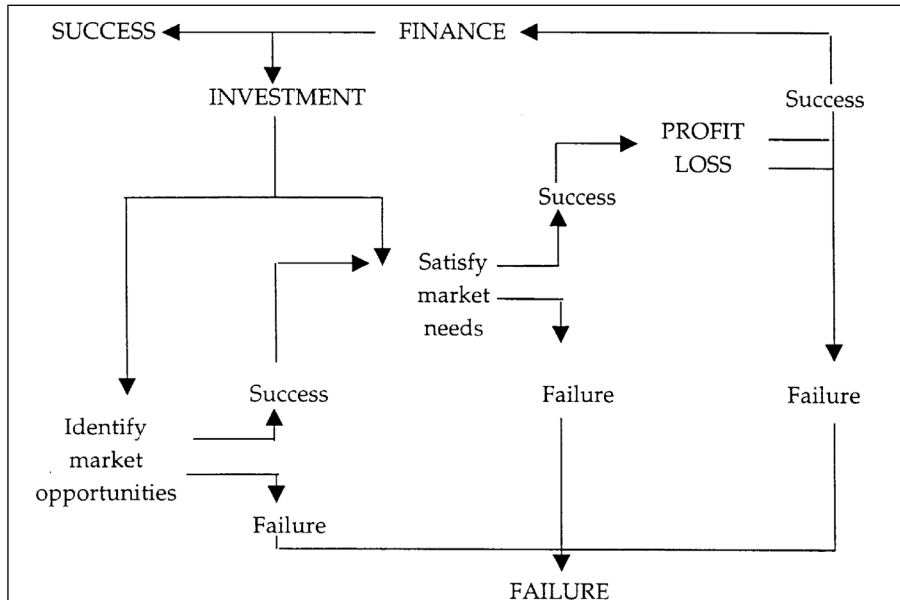 SUCCESS
FINANCE
INVESTMENT
Success
PROFIT
LOSS
Success
Satisfy
market
needs
Success
Failure
Failure
Identify
market
opportunities
Failure
FAILURE